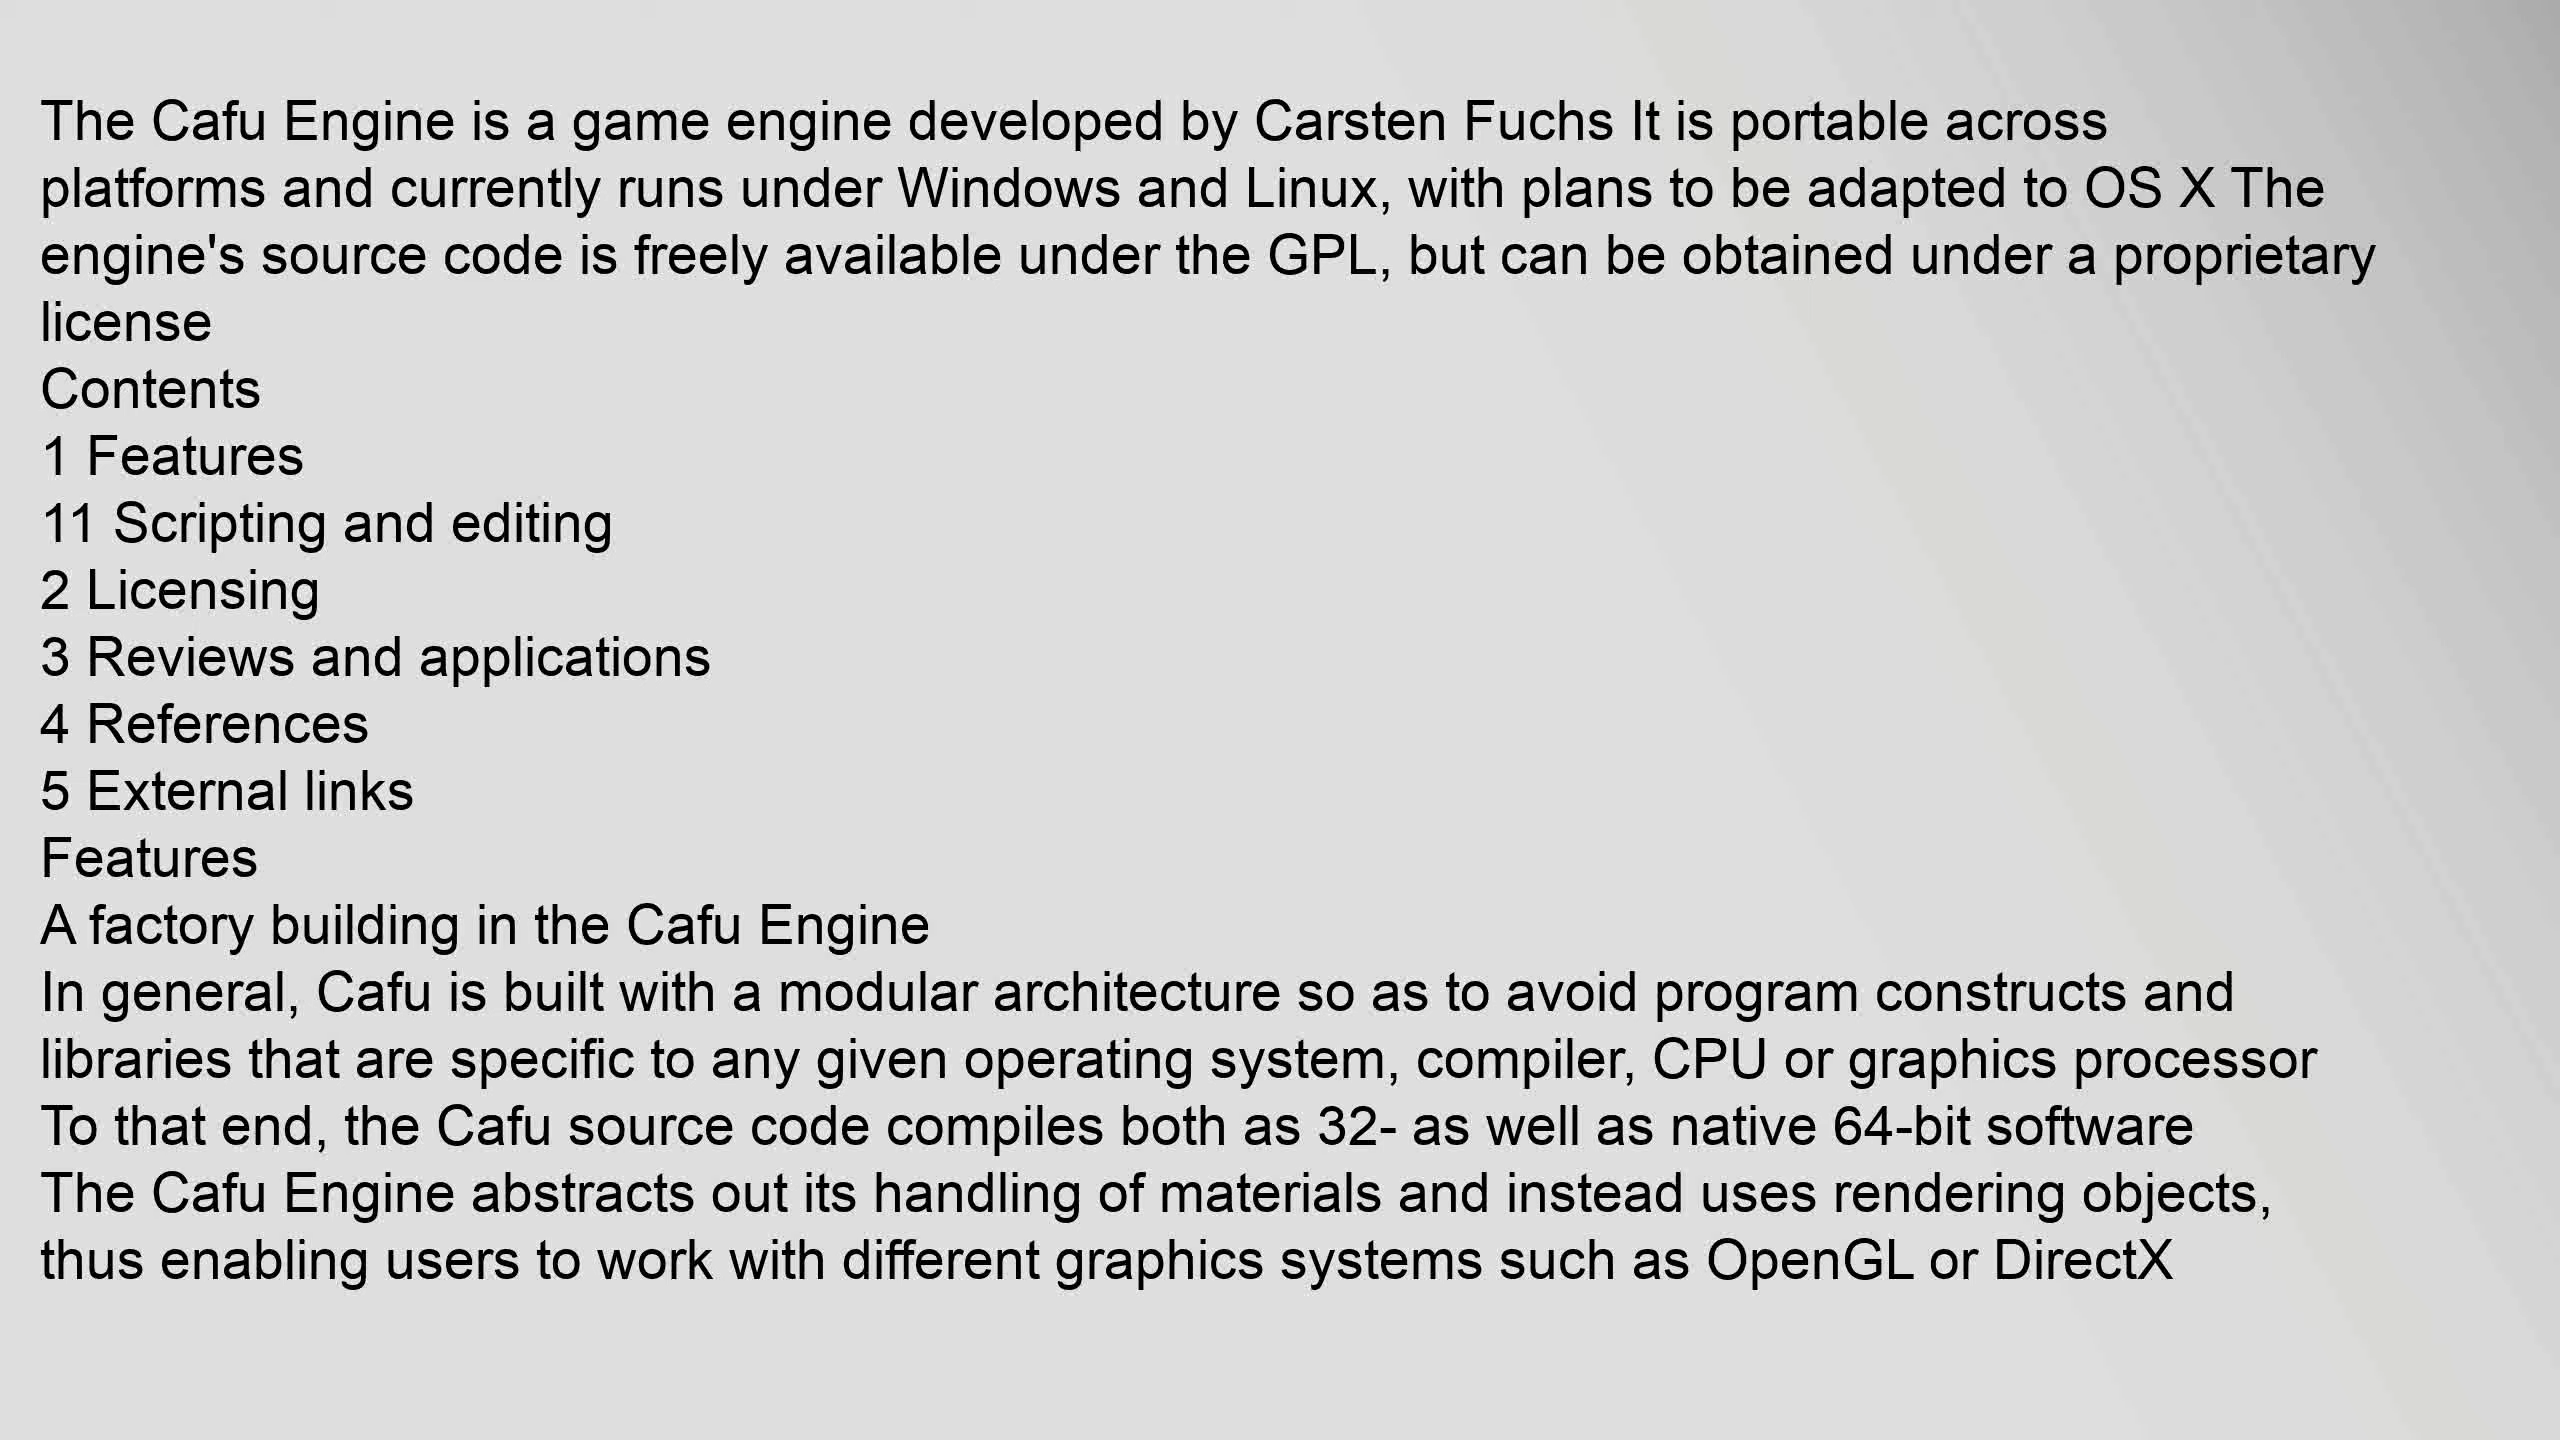 The Cafu Engine is a game engine developed by Carsten Fuchs It is portable across
platforms and currently runs under Windows and Linux, with plans to be adapted to OS X The
engine's source code is freely available under the GPL, but can be obtained under a proprietary
license
Contents
1 Features
11 Scripting and editing
2 Licensing
3 Reviews and applications
4 References
5 External links
Features
A factory building in the Cafu Engine
In general, Cafu is built with a modular architecture so as to avoid program constructs and
libraries that are specific to any given operating system, compiler, CPU or graphics processor
To that end, the Cafu source code compiles both as 32- as well as native 64-bit software
The Cafu Engine abstracts out its handling of materials and instead uses rendering objects,
thus enabling users to work with different graphics systems such as OpenGL or DirectX